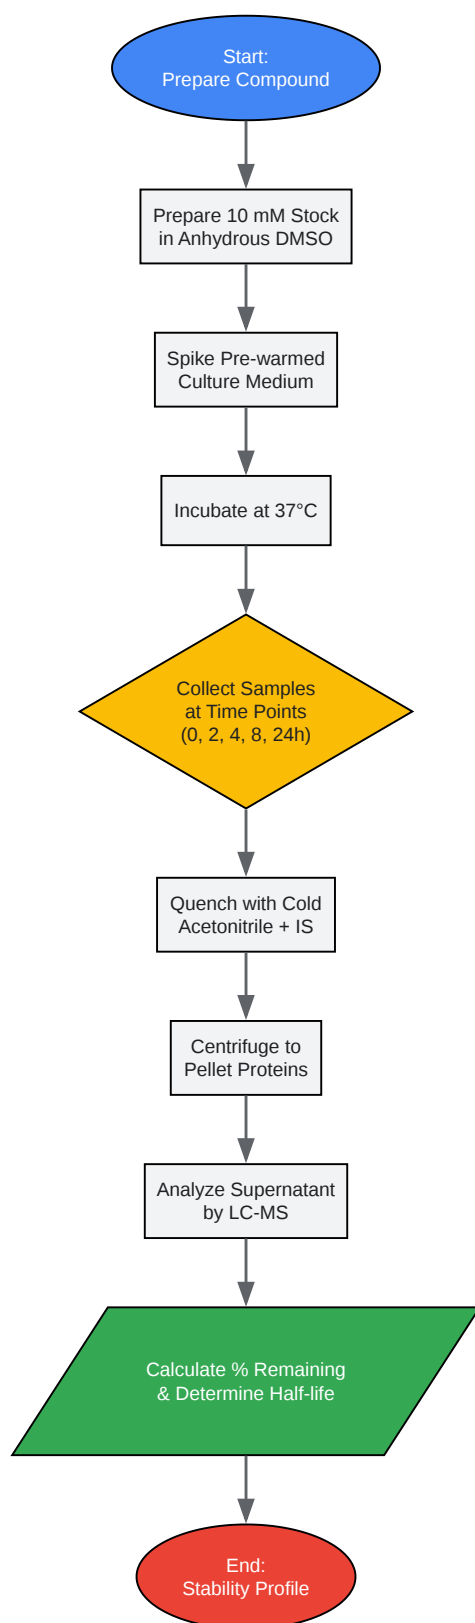 Start:
Prepare Compound
Prepare 10 mM Stock
in Anhydrous DMSO
Spike Pre-warmed
Culture Medium
Incubate at 37°C
Collect Samples
at Time Points
(0, 2, 4, 8, 24h)
Quench with Cold
Acetonitrile + IS
Centrifuge to
Pellet Proteins
Analyze Supernatant
by LC-MS
Calculate % Remaining
& Determine Half-life
End:
Stability Profile